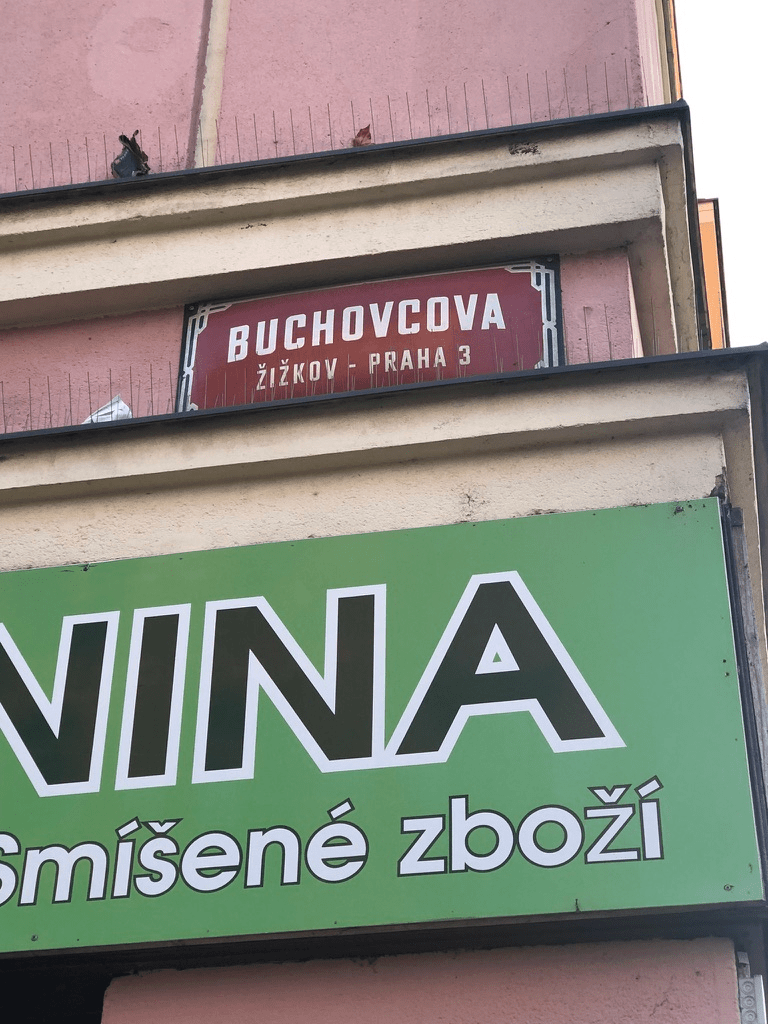 BUCHOVCOVA
ŽIŽKOV - PRAHA 3
NINA
Smíšené zboží